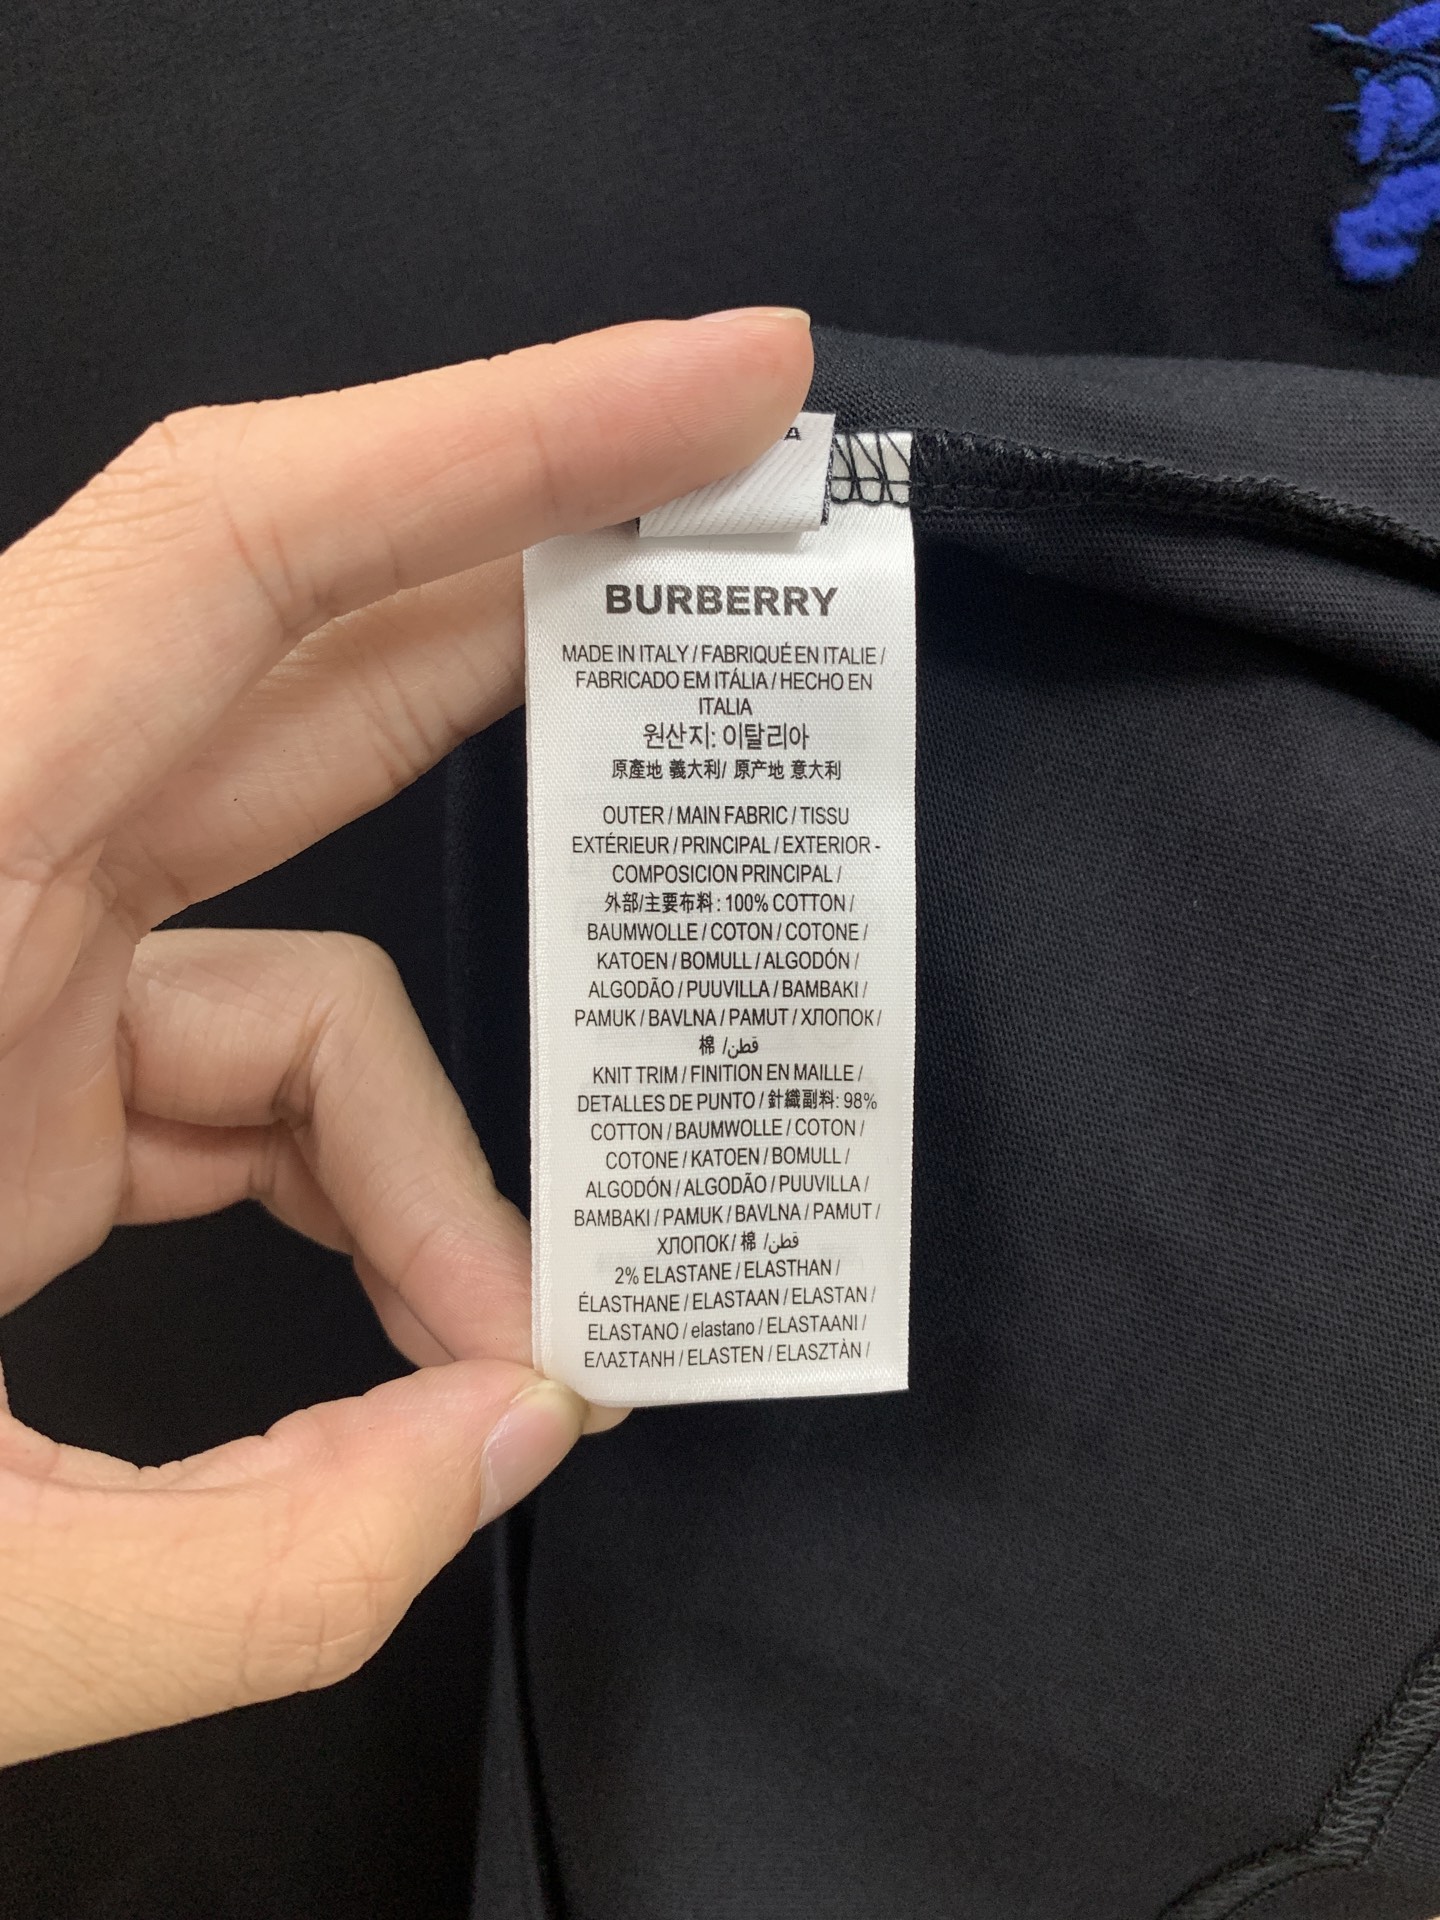 A
BURBERRY
MADE IN ITALY / FABRIQUÉ EN ITALIE /
FABRICADO EM ITÁLIA / HECHO EN
ITALIA
원산지: 이탈리아
原產地 義大利/ 原产地 意大利
OUTER / MAIN FABRIC / TISSU
EXTÉRIEUR / PRINCIPAL / EXTERIOR -
COMPOSICION PRINCIPAL /
外部/主要布料: 100% COTTON /
BAUMWOLLE / COTON / COTONE /
KATOEN / BOMULL / ALGODÓN /
ALGODÃO / PUUVILLA / BAMBAKI /
PAMUK / BAVLNA / PAMUT / ХЛОПОК /
棉 /قطن
KNIT TRIM / FINITION EN MAILLE /
DETALLES DE PUNTO / 針織副料: 98%
COTTON / BAUMWOLLE / COTON /
COTONE / KATOEN / BOMULL /
ALGODÓN / ALGODÃO / PUUVILLA /
BAMBAKI / PAMUK / BAVLNA / PAMUT /
ХЛОПОК/ 棉 /قطن
2% ELASTANE / ELASTHAN /
ÉLASTHANE / ELASTAAN / ELASTAN /
ELASTANO / elastano / ELASTAANI /
ΕΛΑΣΤΑΝΗ / ELASTEN / ELASZTÀN /